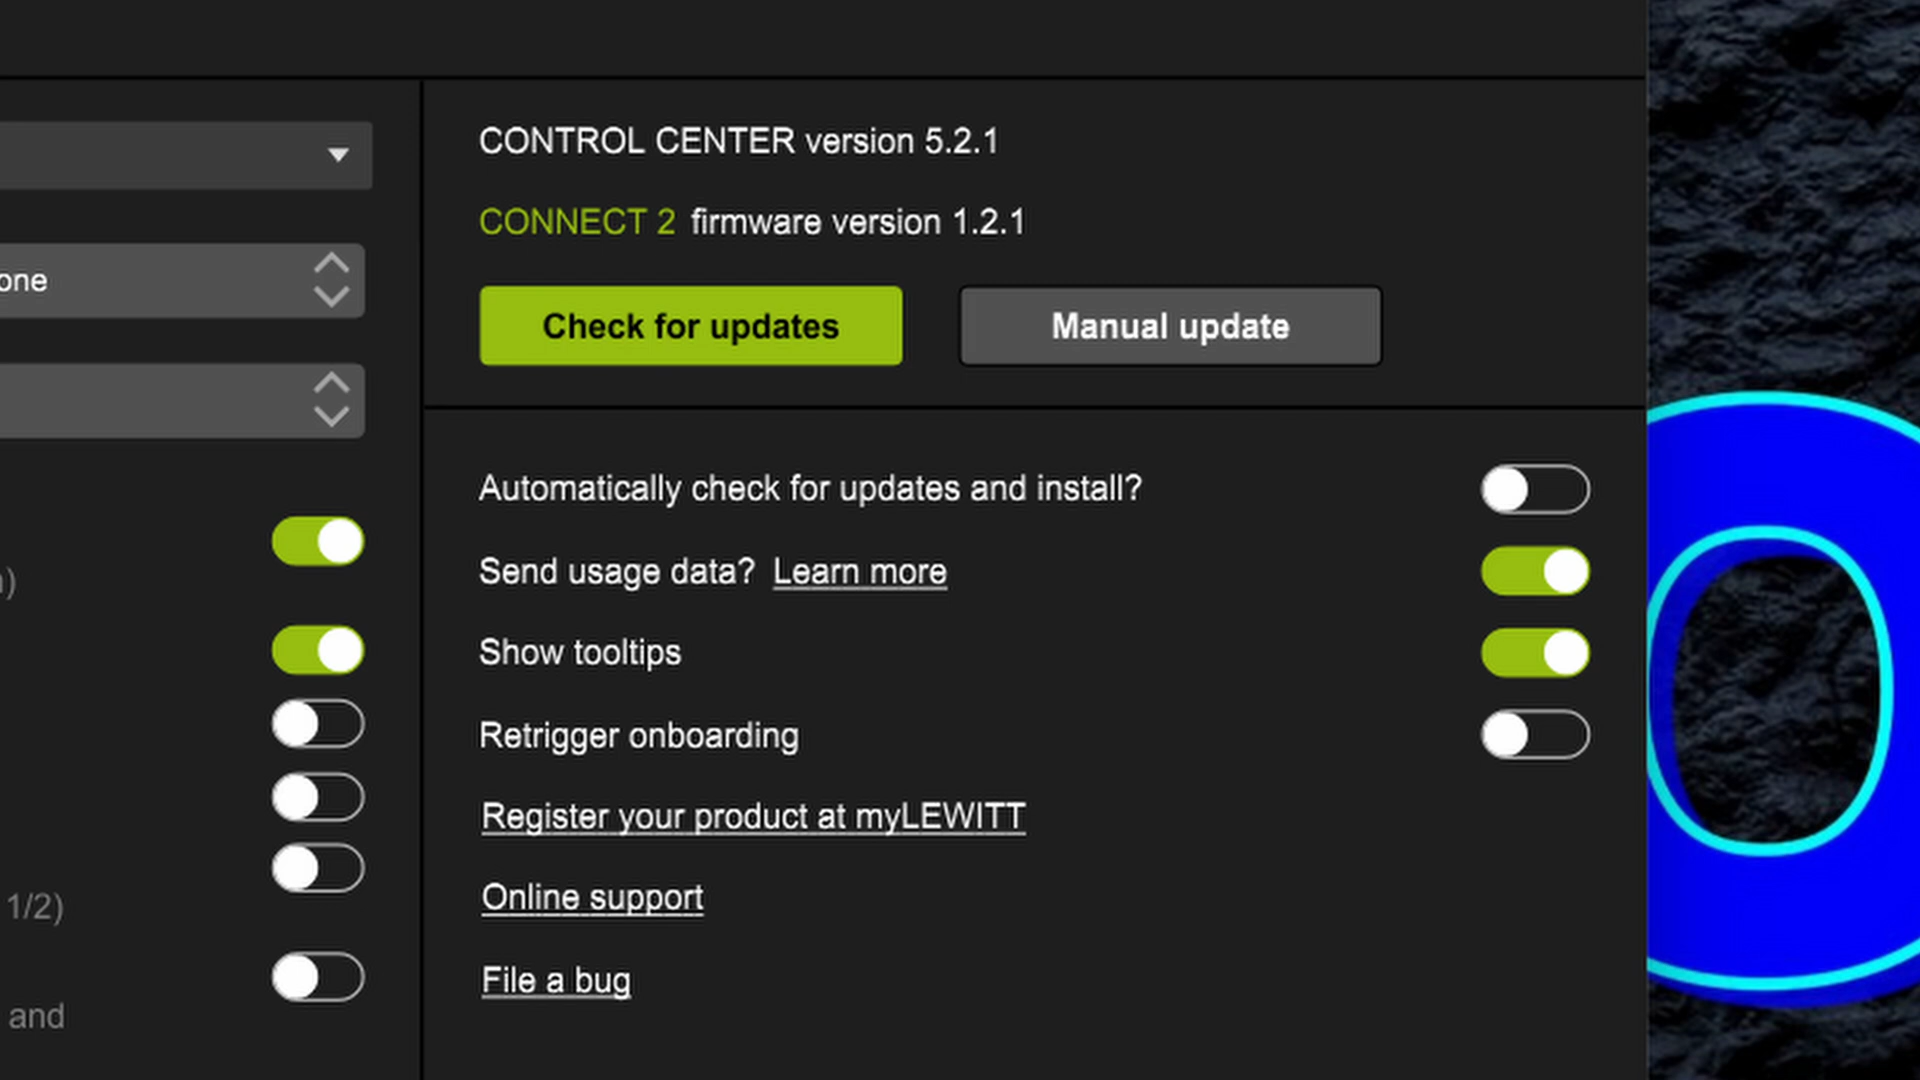 CONTROL CENTER version 5.2.1
CONNECT 2 firmware version 1.2.1
one
Check for updates
Manual update
Automatically check for updates and install?
Send usage data? Learn more
)
Show tooltips
Retrigger onboarding
Register your product at myLEWITT
1/2)
Online support
File a bug
and